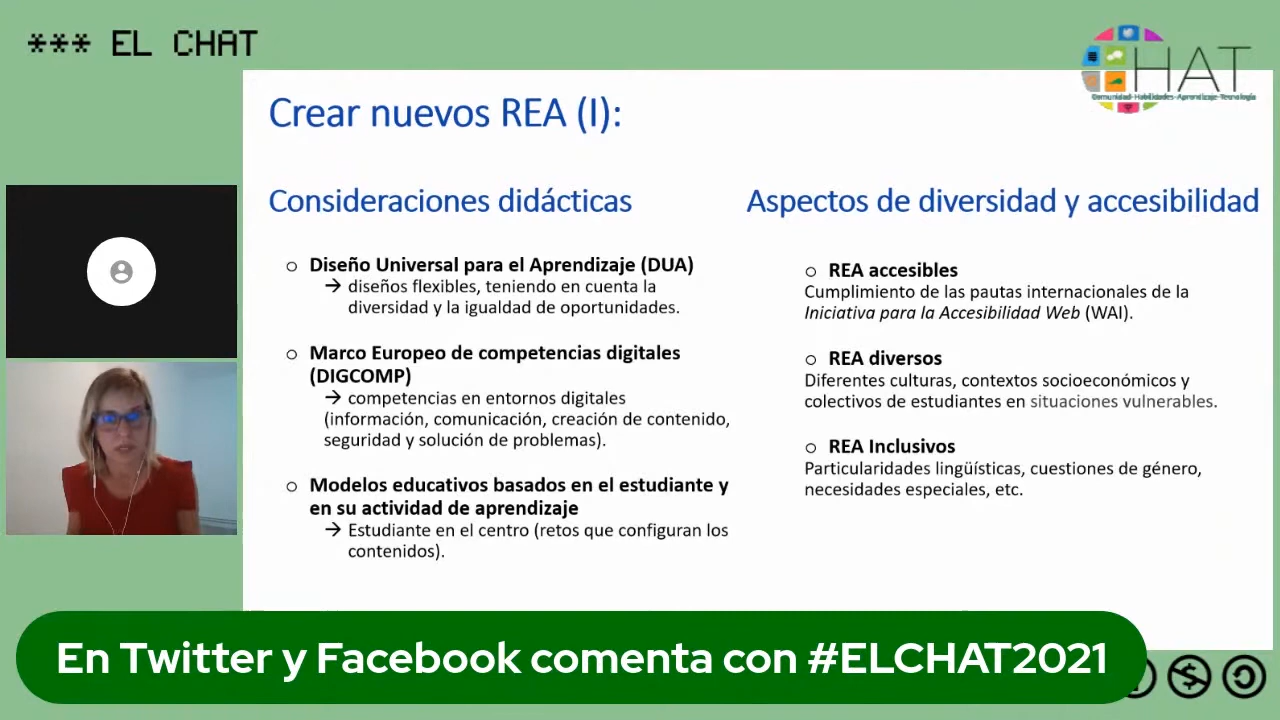 *** EL CHAT
HAT
Comunidad-Habilidades-Aprendizaje-Tecnología
Crear nuevos REA (I):
Consideraciones didácticas
○ Diseño Universal para el Aprendizaje (DUA)
→ diseños flexibles, teniendo en cuenta la
diversidad y la igualdad de oportunidades.
○ Marco Europeo de competencias digitales
(DIGCOMP)
→ competencias en entornos digitales
(información, comunicación, creación de contenido,
seguridad y solución de problemas).
○ Modelos educativos basados en el estudiante y
en su actividad de aprendizaje
→ Estudiante en el centro (retos que configuran los
contenidos).
Aspectos de diversidad y accesibilidad
○ REA accesibles
Cumplimiento de las pautas internacionales de la
Iniciativa para la Accesibilidad Web (WAI).
○ REA diversos
Diferentes culturas, contextos socioeconómicos y
colectivos de estudiantes en situaciones vulnerables.
○ REA Inclusivos
Particularidades lingüísticas, cuestiones de género,
necesidades especiales, etc.
En Twitter y Facebook comenta con #ELCHAT2021